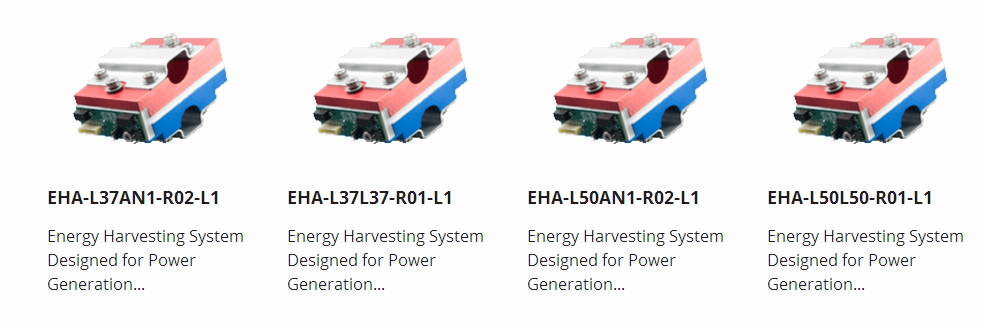 EHA-L37AN1-R02-L1
Energy Harvesting System
Designed for Power
Generation...
EHA-L37L37-R01-L1
Energy Harvesting System
Designed for Power
Generation...
EHA-L50AN1-R02-L1
Energy Harvesting System
Designed for Power
Generation...
EHA-L50L50-R01-L1
Energy Harvesting System
Designed for Power
Generation...